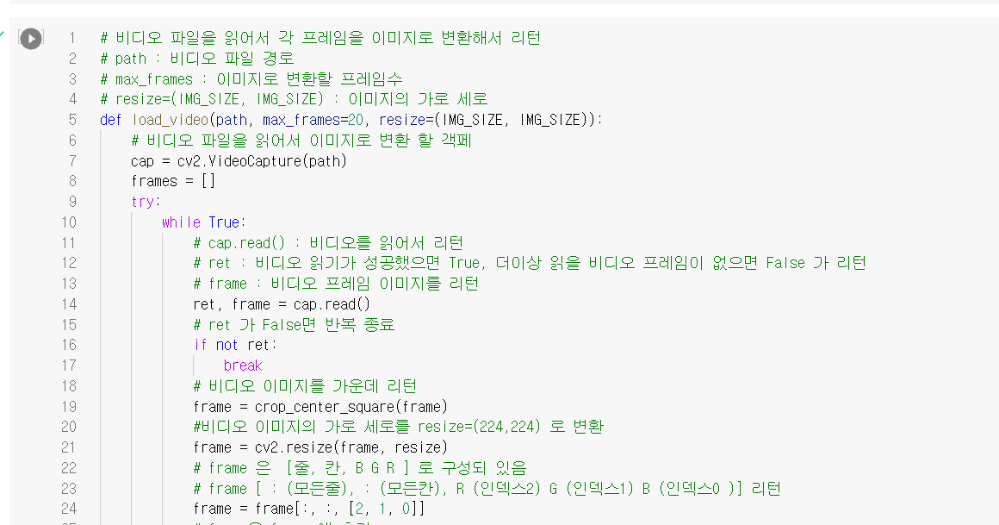 1 # 비디오 파일을 읽어서 각 프레임을 이미지로 변환해서 리턴
2 # path : 비디오 파일 경로
3 # max_frames : 이미지로 변환할 프레임수
4 # resize=(IMG_SIZE, IMG_SIZE) : 이미지의 가로 세로
5 def load_video(path, max_frames=20, resize=(IMG_SIZE, IMG_SIZE)):
6 # 비디오 파일을 읽어서 이미지로 변환 할 객페
7 cap = cv2.VideoCapture(path)
8 frames = []
9 try:
10 while True:
11 # cap.read() : 비디오를 읽어서 리턴
12 # ret : 비디오 읽기가 성공했으면 True, 더이상 읽을 비디오 프레임이 없으면 False 가 리턴
13 # frame : 비디오 프레임 이미지를 리턴
14 ret, frame = cap.read()
15 # ret 가 False면 반복 종료
16 if not ret:
17 break
18 # 비디오 이미지를 가운데 리턴
19 frame = crop_center_square(frame)
20 #비디오 이미지의 가로 세로를 resize=(224,224) 로 변환
21 frame = cv2.resize(frame, resize)
22 # frame 은 [줄, 칸, B G R ] 로 구성되 있음
23 # frame [ : (모든줄), : (모든칸), R (인덱스2) G (인덱스1) B (인덱스0 )] 리턴
24 frame = frame[:, :, [2, 1, 0]]